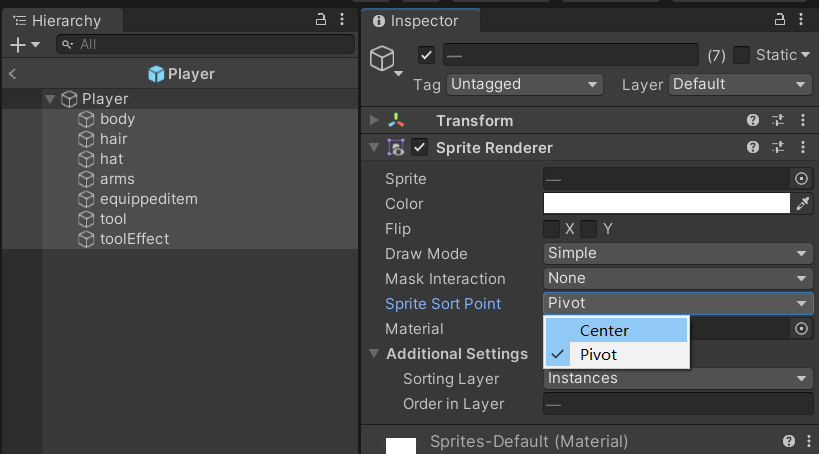 Hierarchy
All
Player
Player
body
hair
hat
arms
equippeditem
tool
toolEffect
Inspector
— (7) Static
Tag Untagged Layer Default
Transform
Sprite Renderer
Sprite —
Color
Flip X Y
Draw Mode Simple
Mask Interaction None
Sprite Sort Point Pivot
Center
Material
Pivot
Additional Settings
Sorting Layer Instances
Order in Layer —
Sprites-Default (Material)